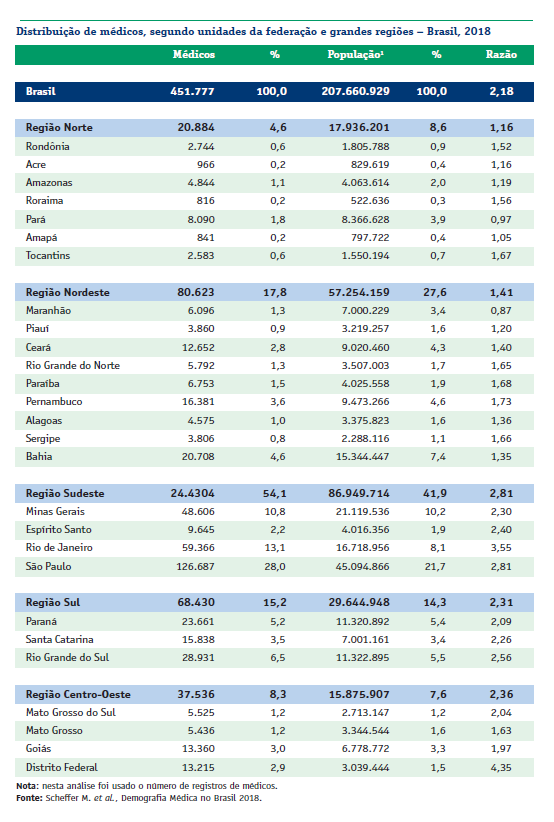 Distribuição de médicos, segundo unidades da federação e grandes regiões – Brasil, 2018
Médicos % População¹ % Razão
Brasil 451.777 100,0 207.660.929 100,0 2,18
Região Norte 20.884 4,6 17.936.201 8,6 1,16
Rondônia 2.744 0,6 1.805.788 0,9 1,52
Acre 966 0,2 829.619 0,4 1,16
Amazonas 4.844 1,1 4.063.614 2,0 1,19
Roraima 816 0,2 522.636 0,3 1,56
Pará 8.090 1,8 8.366.628 3,9 0,97
Amapá 841 0,2 797.722 0,4 1,05
Tocantins 2.583 0,6 1.550.194 0,7 1,67
Região Nordeste 80.623 17,8 57.254.159 27,6 1,41
Maranhão 6.096 1,3 7.000.229 3,4 0,87
Piauí 3.860 0,9 3.219.257 1,6 1,20
Ceará 12.652 2,8 9.020.460 4,3 1,40
Rio Grande do Norte 5.792 1,3 3.507.003 1,7 1,65
Paraíba 6.753 1,5 4.025.558 1,9 1,68
Pernambuco 16.381 3,6 9.473.266 4,6 1,73
Alagoas 4.575 1,0 3.375.823 1,6 1,36
Sergipe 3.806 0,8 2.288.116 1,1 1,66
Bahia 20.708 4,6 15.344.447 7,4 1,35
Região Sudeste 24.4304 54,1 86.949.714 41,9 2,81
Minas Gerais 48.606 10,8 21.119.536 10,2 2,30
Espírito Santo 9.645 2,2 4.016.356 1,9 2,40
Rio de Janeiro 59.366 13,1 16.718.956 8,1 3,55
São Paulo 126.687 28,0 45.094.866 21,7 2,81
Região Sul 68.430 15,2 29.644.948 14,3 2,31
Paraná 23.661 5,2 11.320.892 5,4 2,09
Santa Catarina 15.838 3,5 7.001.161 3,4 2,26
Rio Grande do Sul 28.931 6,5 11.322.895 5,5 2,56
Região Centro-Oeste 37.536 8,3 15.875.907 7,6 2,36
Mato Grosso do Sul 5.525 1,2 2.713.147 1,2 2,04
Mato Grosso 5.436 1,2 3.344.544 1,6 1,63
Goiás 13.360 3,0 6.778.772 3,3 1,97
Distrito Federal 13.215 2,9 3.039.444 1,5 4,35
Nota: nesta análise foi usado o número de registros de médicos.
Fonte: Scheffer M. et al., Demografia Médica no Brasil 2018.